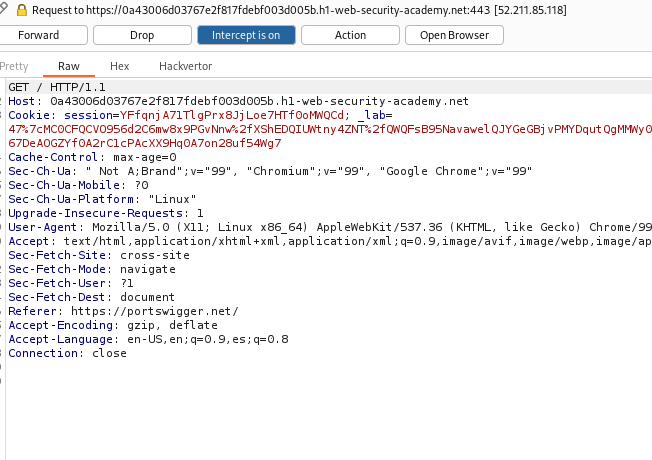 Request to https://0a43006d03767e2f817fdebf003d005b.h1-web-security-academy.net:443 [52.211.85.118]
Forward Drop Intercept is on Action Open Browser
Pretty Raw Hex Hackvertor
GET / HTTP/1.1
Host: 0a43006d03767e2f817fdebf003d005b.h1-web-security-academy.net
Cookie: session=YFfqnjA71TlgPrx8JjLoe7HTf0oMWQCd; _lab=
47%7cMC0CFQCVO956d2C6mw8x9PGvNnw%2fXShEDQIUWtny4ZNT%2fQWQFsB95NavawelQJYGeGBjvPMYDqutQgMMWy0
67DeAOGZYf0A2rC1cPAcXX9Hq0A7on28uf54Wg7
Cache-Control: max-age=0
Sec-Ch-Ua: " Not A;Brand";v="99", "Chromium";v="99", "Google Chrome";v="99"
Sec-Ch-Ua-Mobile: ?0
Sec-Ch-Ua-Platform: "Linux"
Upgrade-Insecure-Requests: 1
User-Agent: Mozilla/5.0 (X11; Linux x86_64) AppleWebKit/537.36 (KHTML, like Gecko) Chrome/99
Accept: text/html,application/xhtml+xml,application/xml;q=0.9,image/avif,image/webp,image/ap
Sec-Fetch-Site: cross-site
Sec-Fetch-Mode: navigate
Sec-Fetch-User: ?1
Sec-Fetch-Dest: document
Referer: https://portswigger.net/
Accept-Encoding: gzip, deflate
Accept-Language: en-US,en;q=0.9,es;q=0.8
Connection: close